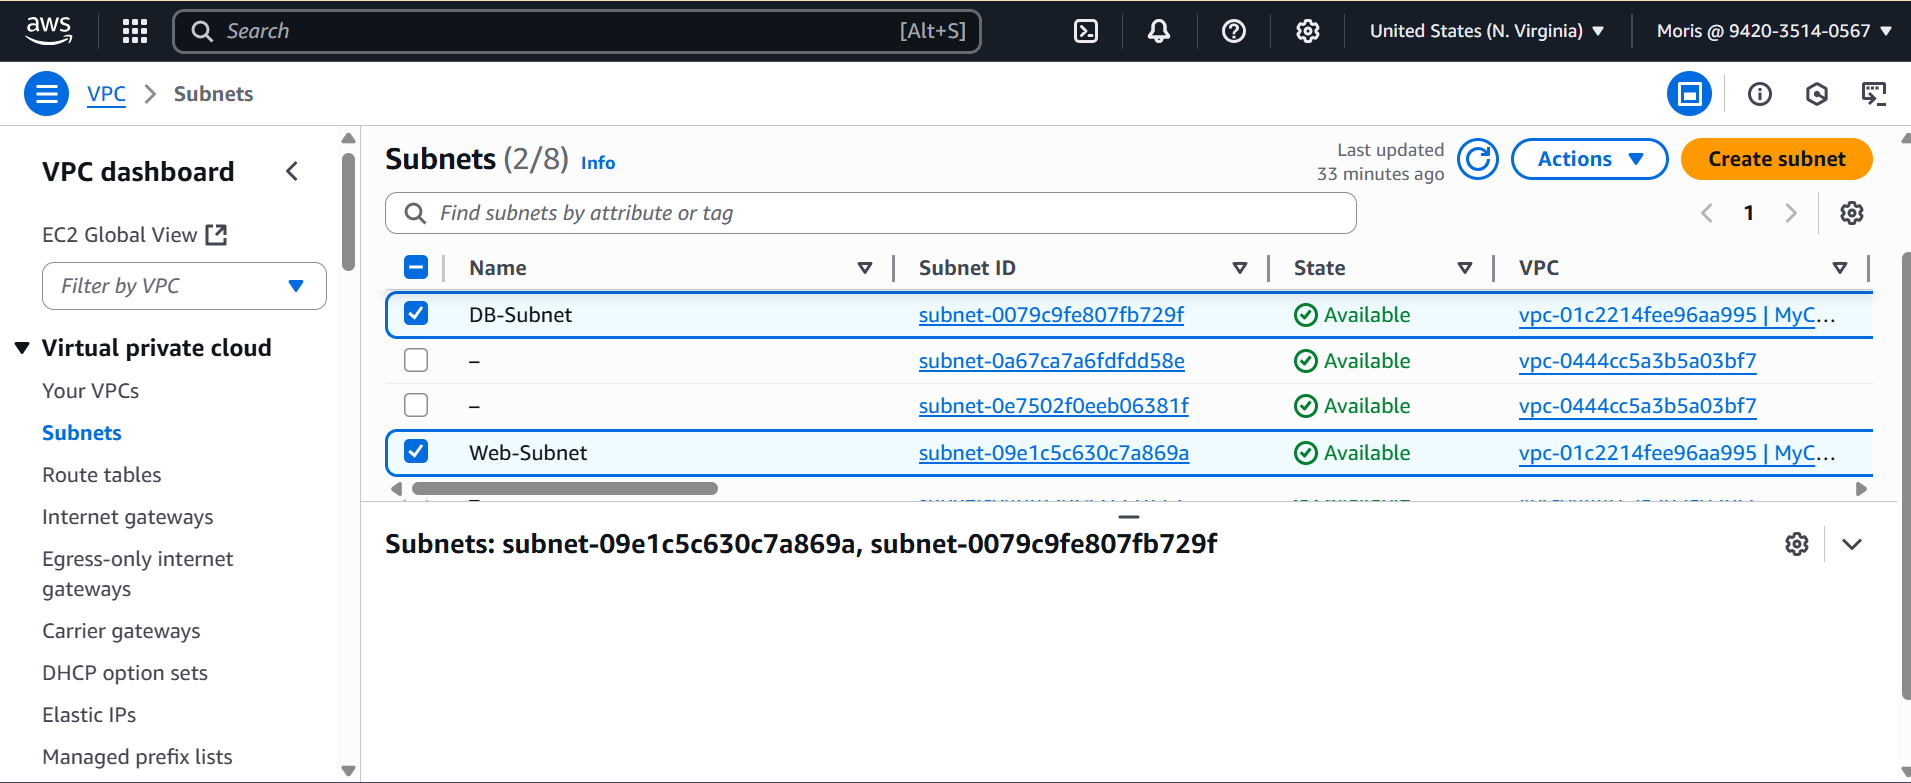 aws Search [Alt+S] United States (N. Virginia) Moris @ 9420-3514-0567
VPC Subnets
VPC dashboard
EC2 Global View
Filter by VPC
Virtual private cloud
Your VPCs
Subnets
Route tables
Internet gateways
Egress-only internet
gateways
Carrier gateways
DHCP option sets
Elastic IPs
Managed prefix lists
Subnets (2/8) Info
Last updated
33 minutes ago
Actions
Create subnet
Find subnets by attribute or tag
1
Name Subnet ID State VPC
DB-Subnet subnet-0079c9fe807fb729f Available vpc-01c2214fee96aa995 | MyC...
– subnet-0a67ca7a6fdfdd58e Available vpc-0444cc5a3b5a03bf7
– subnet-0e7502f0eeb06381f Available vpc-0444cc5a3b5a03bf7
Web-Subnet subnet-09e1c5c630c7a869a Available vpc-01c2214fee96aa995 | MyC...
Subnets: subnet-09e1c5c630c7a869a, subnet-0079c9fe807fb729f